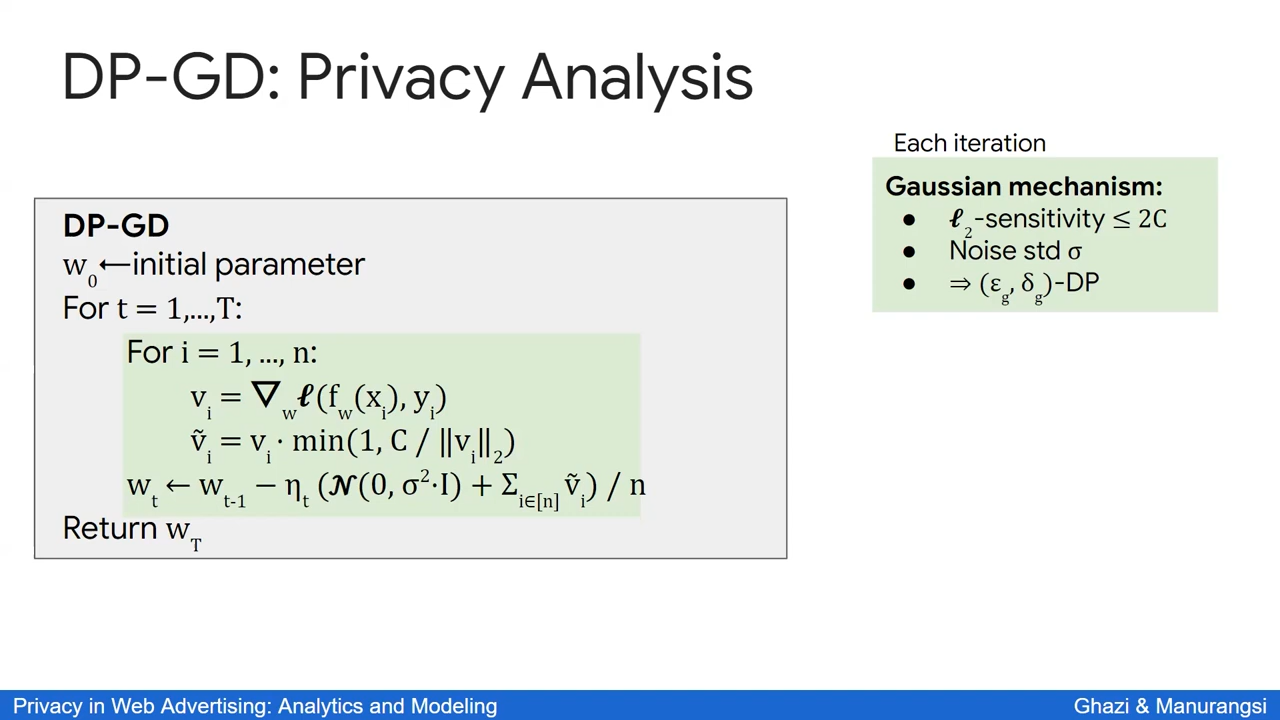 DP-GD: Privacy Analysis
Each iteration
Gaussian mechanism:
● ℓ₂-sensitivity ≤ 2C
● Noise std σ
● ⇒ (ε_g, δ_g)-DP
DP-GD
w₀←initial parameter
For t = 1,...,T:
For i = 1, ..., n:
v_i = ∇_w ℓ(f_w(x_i), y_i)
ṽ_i = v_i · min(1, C / ‖v_i‖₂)
w_t ← w_{t-1} − η_t (𝒩(0, σ²·I) + Σ_{i∈[n]} ṽ_i) / n
Return w_T
Privacy in Web Advertising: Analytics and Modeling
Ghazi & Manurangsi